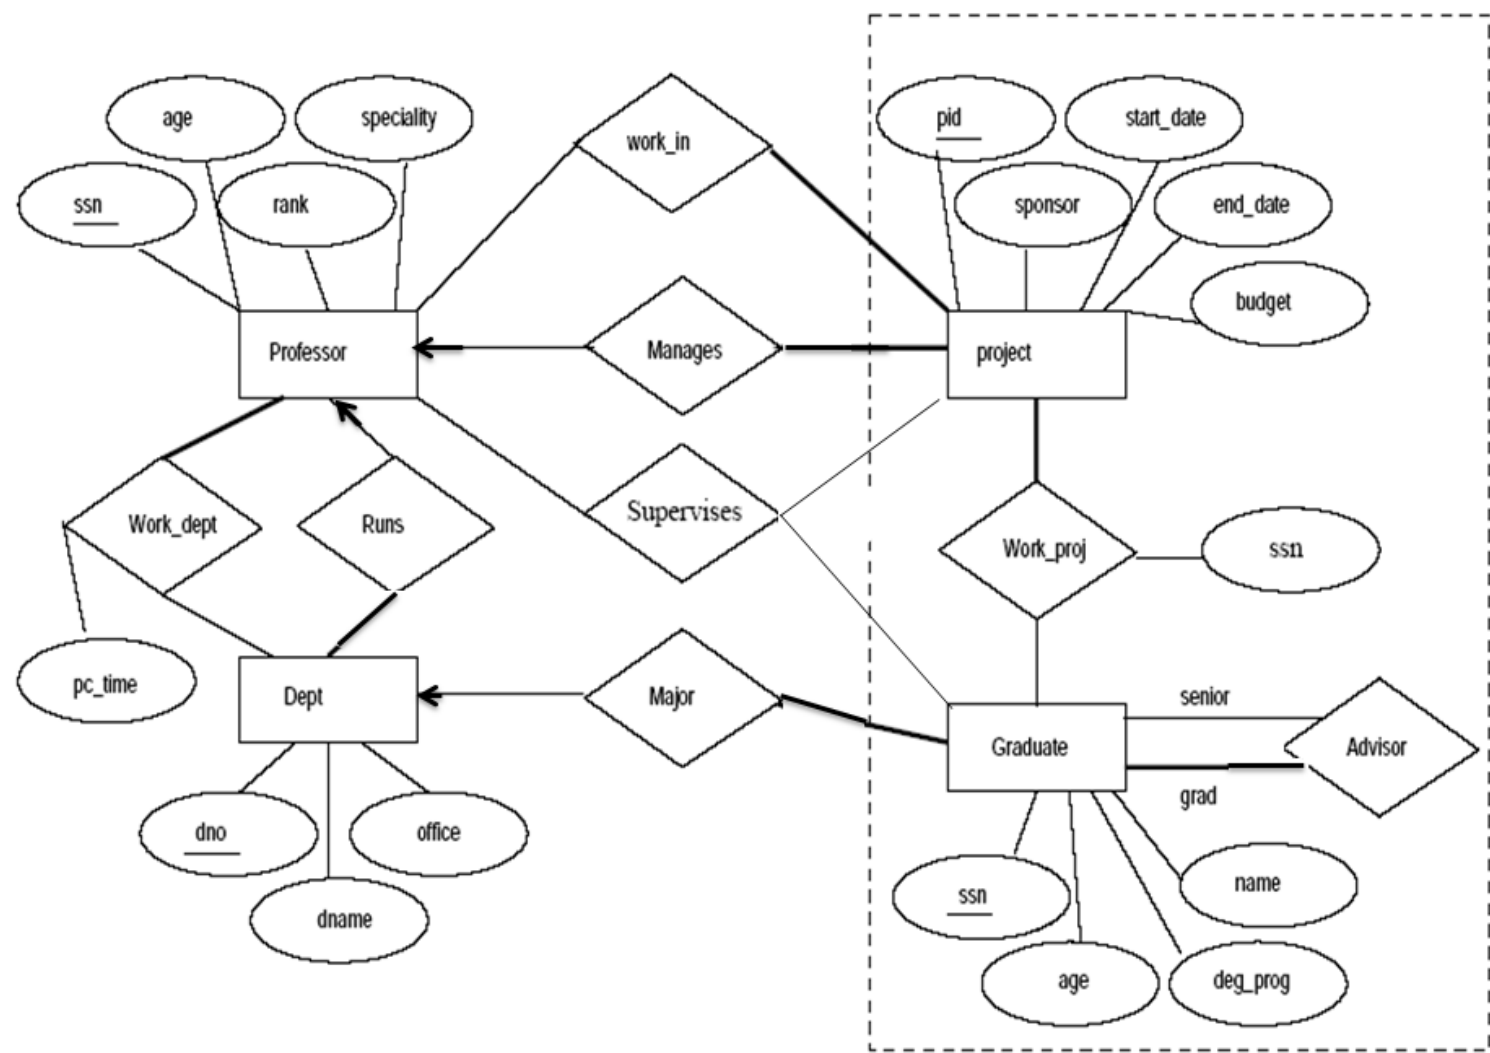 age
speciality
work_in
pid
start_date
ssn
rank
sponsor
end_date
budget
Professor
Manages
project
Work_dept
Runs
Supervises
Work_proj
ssn
pc_time
Dept
Major
senior
Graduate
Advisor
grad
dno
office
dname
ssn
name
age
deg_prog